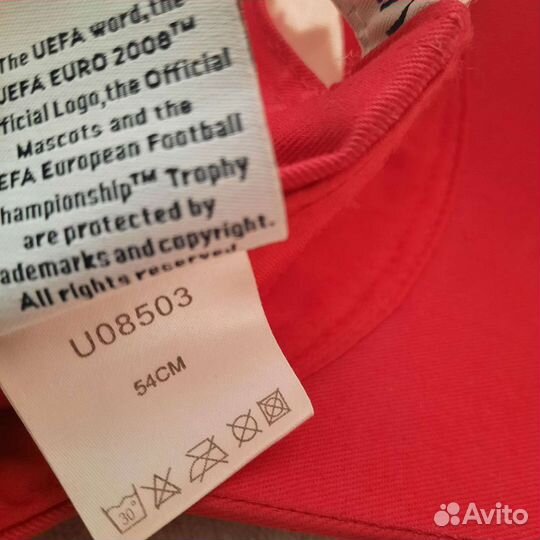 The UEFA word, the
UEFA EURO 2008™
Official Logo, the Official
Mascots and the
UEFA European Football
Championship™ Trophy
are protected by
trademarks and copyright.
All rights reserved
U08503
54CM
30°
Avito